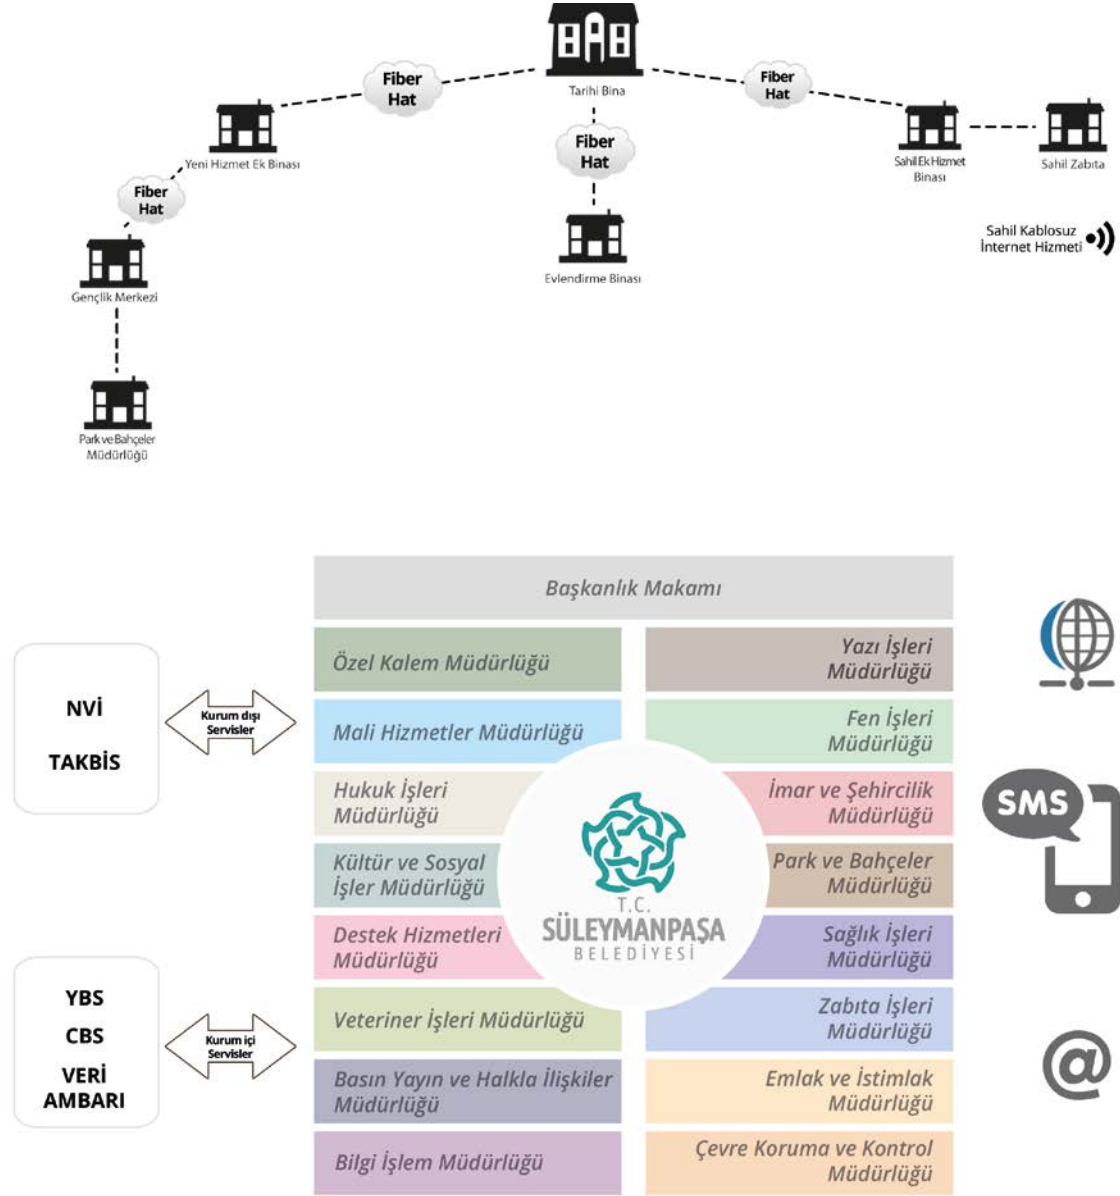 Fiber
Hat
Tarihi Bina
Fiber
Hat
Yeni Hizmet Ek Binası
Fiber
Hat
Sahil Ek Hizmet
Binası
Sahil Zabıta
Fiber
Hat
Sahil Kablosuz
İnternet Hizmeti
Evlendirme Binası
Gençlik Merkezi
Park ve Bahçeler
Müdürlüğü
Başkanlık Makamı
NVİ
TAKBİS
Kurum dışı
Servisler
YBS
CBS
VERİ
AMBARI
Kurum içi
Servisler
Özel Kalem Müdürlüğü
Mali Hizmetler Müdürlüğü
Hukuk İşleri
Müdürlüğü
Kültür ve Sosyal
İşler Müdürlüğü
Destek Hizmetleri
Müdürlüğü
Veteriner İşleri Müdürlüğü
Basın Yayın ve Halkla İlişkiler
Müdürlüğü
Bilgi İşlem Müdürlüğü
T.C.
SÜLEYMANPAŞA
BELEDİYESİ
Yazı İşleri
Müdürlüğü
Fen İşleri
Müdürlüğü
İmar ve Şehircilik
Müdürlüğü
Park ve Bahçeler
Müdürlüğü
Sağlık İşleri
Müdürlüğü
Zabıta İşleri
Müdürlüğü
Emlak ve İstimlak
Müdürlüğü
Çevre Koruma ve Kontrol
Müdürlüğü
SMS
@